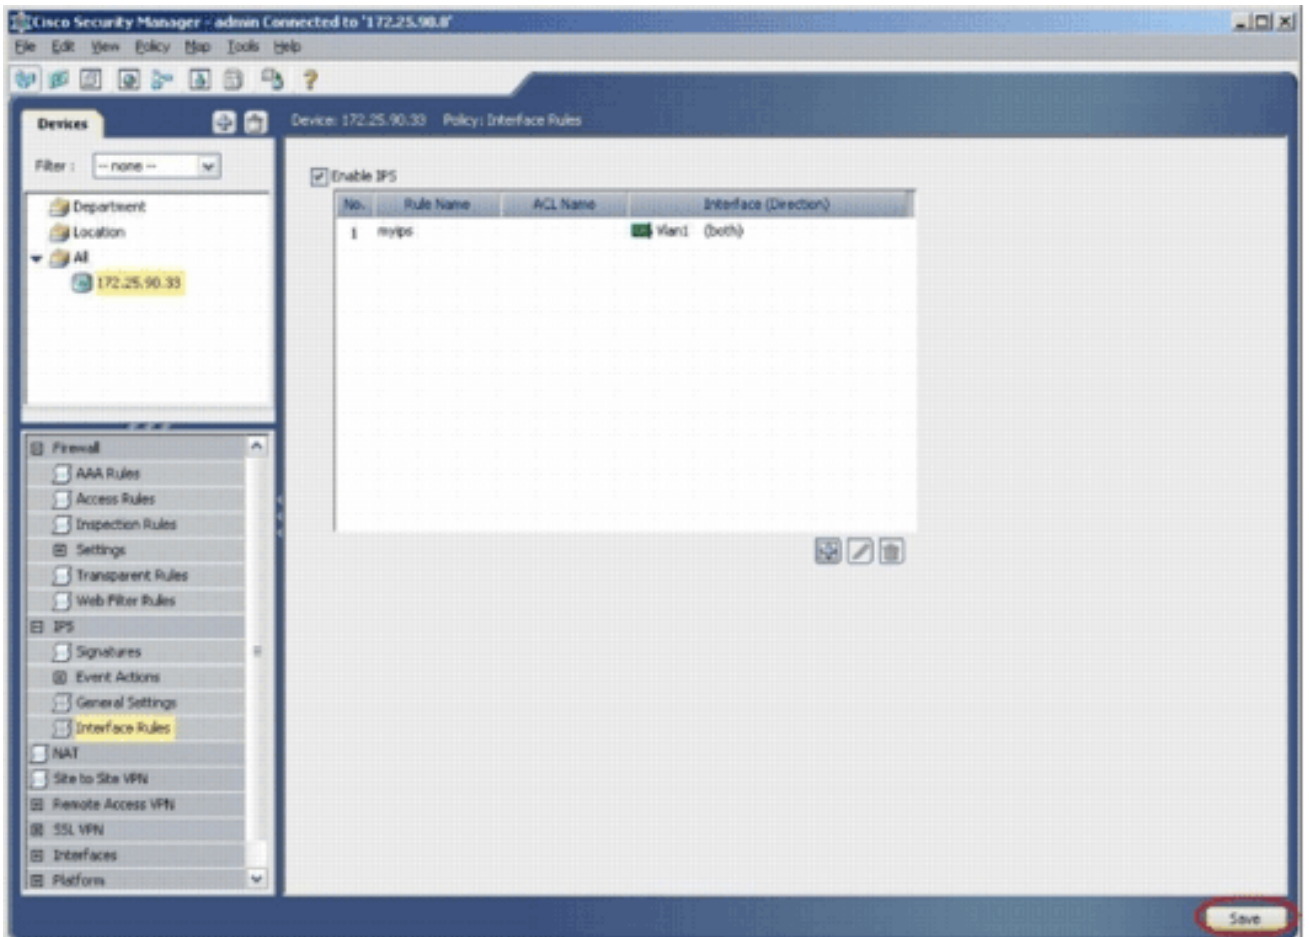 Cisco Security Manager - admin Connected to '172.25.90.8'
File Edit View Policy Map Tools Help
Devices
Device: 172.25.90.33 Policy: Interface Rules
Filter : -- none --
Enable IPS
No. Rule Name ACL Name Interface (Direction)
1 myips Vlan1 (both)
Department
Location
All
172.25.90.33
Firewall
AAA Rules
Access Rules
Inspection Rules
Settings
Transparent Rules
Web Filter Rules
IPS
Signatures
Event Actions
General Settings
Interface Rules
NAT
Site to Site VPN
Remote Access VPN
SSL VPN
Interfaces
Platform
Save